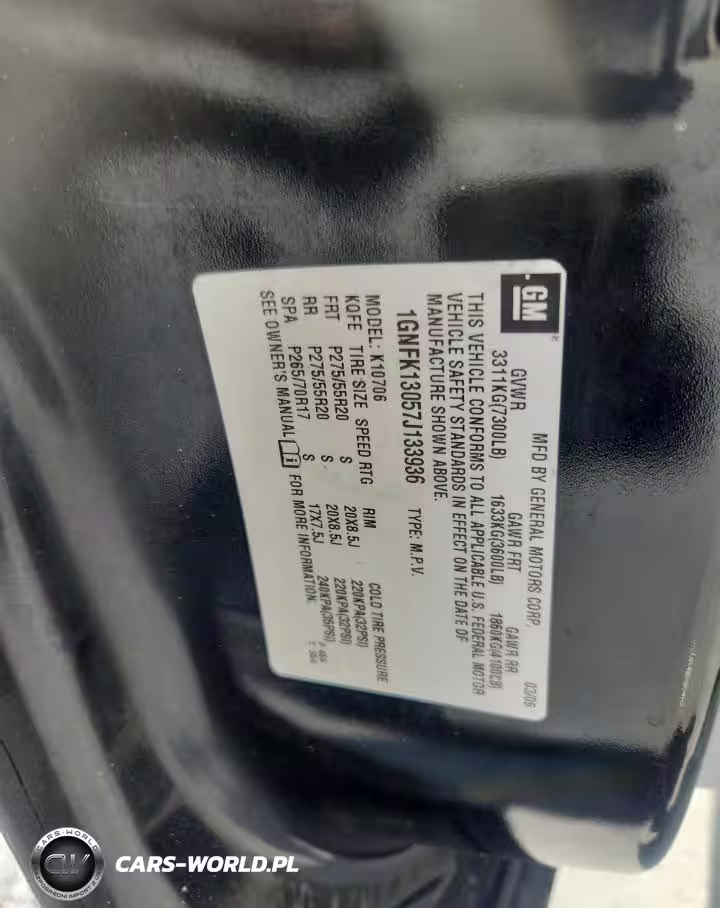 GM
MFD BY GENERAL MOTORS CORP. 03/06
GVWR GAWR FRT GAWR RR
3311KG(7300LB) 1633KG(3600LB) 1860KG(4100LB)
THIS VEHICLE CONFORMS TO ALL APPLICABLE U.S. FEDERAL MOTOR
VEHICLE SAFETY STANDARDS IN EFFECT ON THE DATE OF
MANUFACTURE SHOWN ABOVE.
1GNFK13057J133936 TYPE: M.P.V.
MODEL: K10706
KQFE TIRE SIZE SPEED RTG RIM COLD TIRE PRESSURE
FRT P275/55R20 S 20X8.5J 220KPA(32PSI)
RR P275/55R20 S 20X8.5J 220KPA(32PSI)
SPA P265/70R17 S 17X7.5J 240KPA(35PSI)
SEE OWNER'S MANUAL FOR MORE INFORMATION.
CARS-WORLD
CW
CARS-WORLD.PL